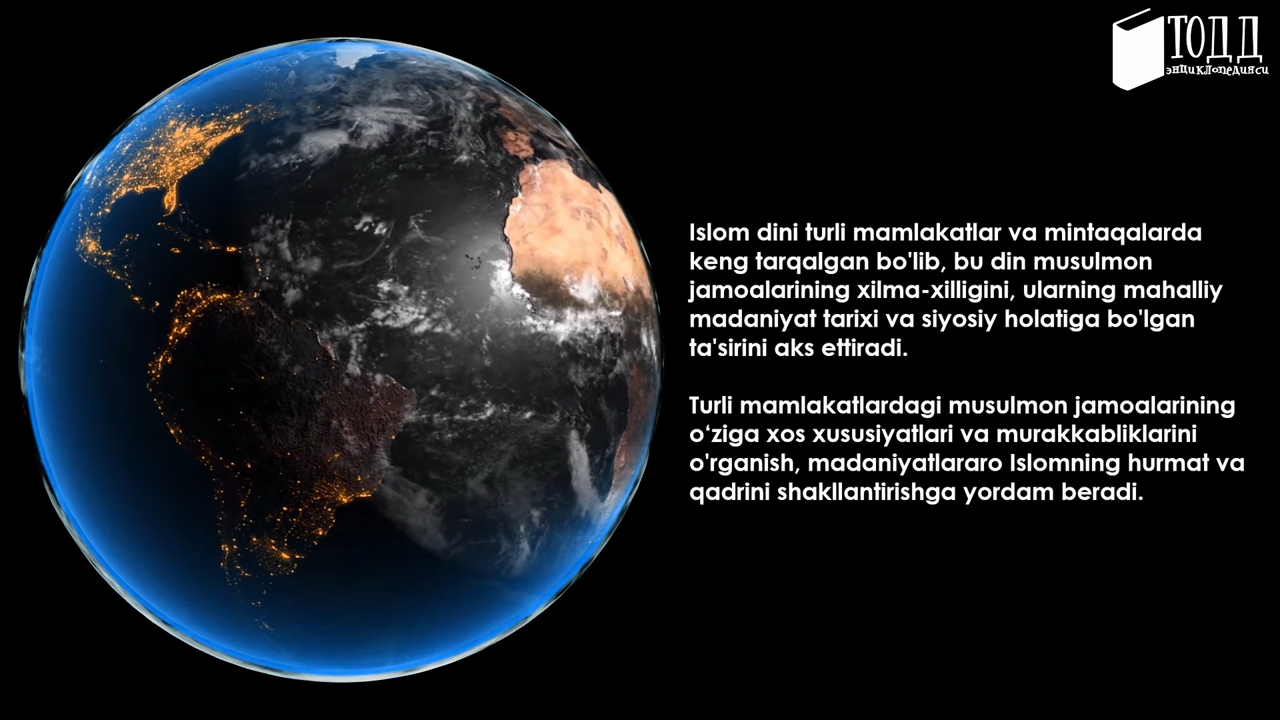 ТОДД
энциклопедияси
Islom dini turli mamlakatlar va mintaqalarda
keng tarqalgan bo'lib, bu din musulmon
jamoalarining xilma-xilligini, ularning mahalliy
madaniyat tarixi va siyosiy holatiga bo'lgan
ta'sirini aks ettiradi.
Turli mamlakatlardagi musulmon jamoalarining
o‘ziga xos xususiyatlari va murakkabliklarini
o'rganish, madaniyatlararo Islomning hurmat va
qadrini shakllantirishga yordam beradi.